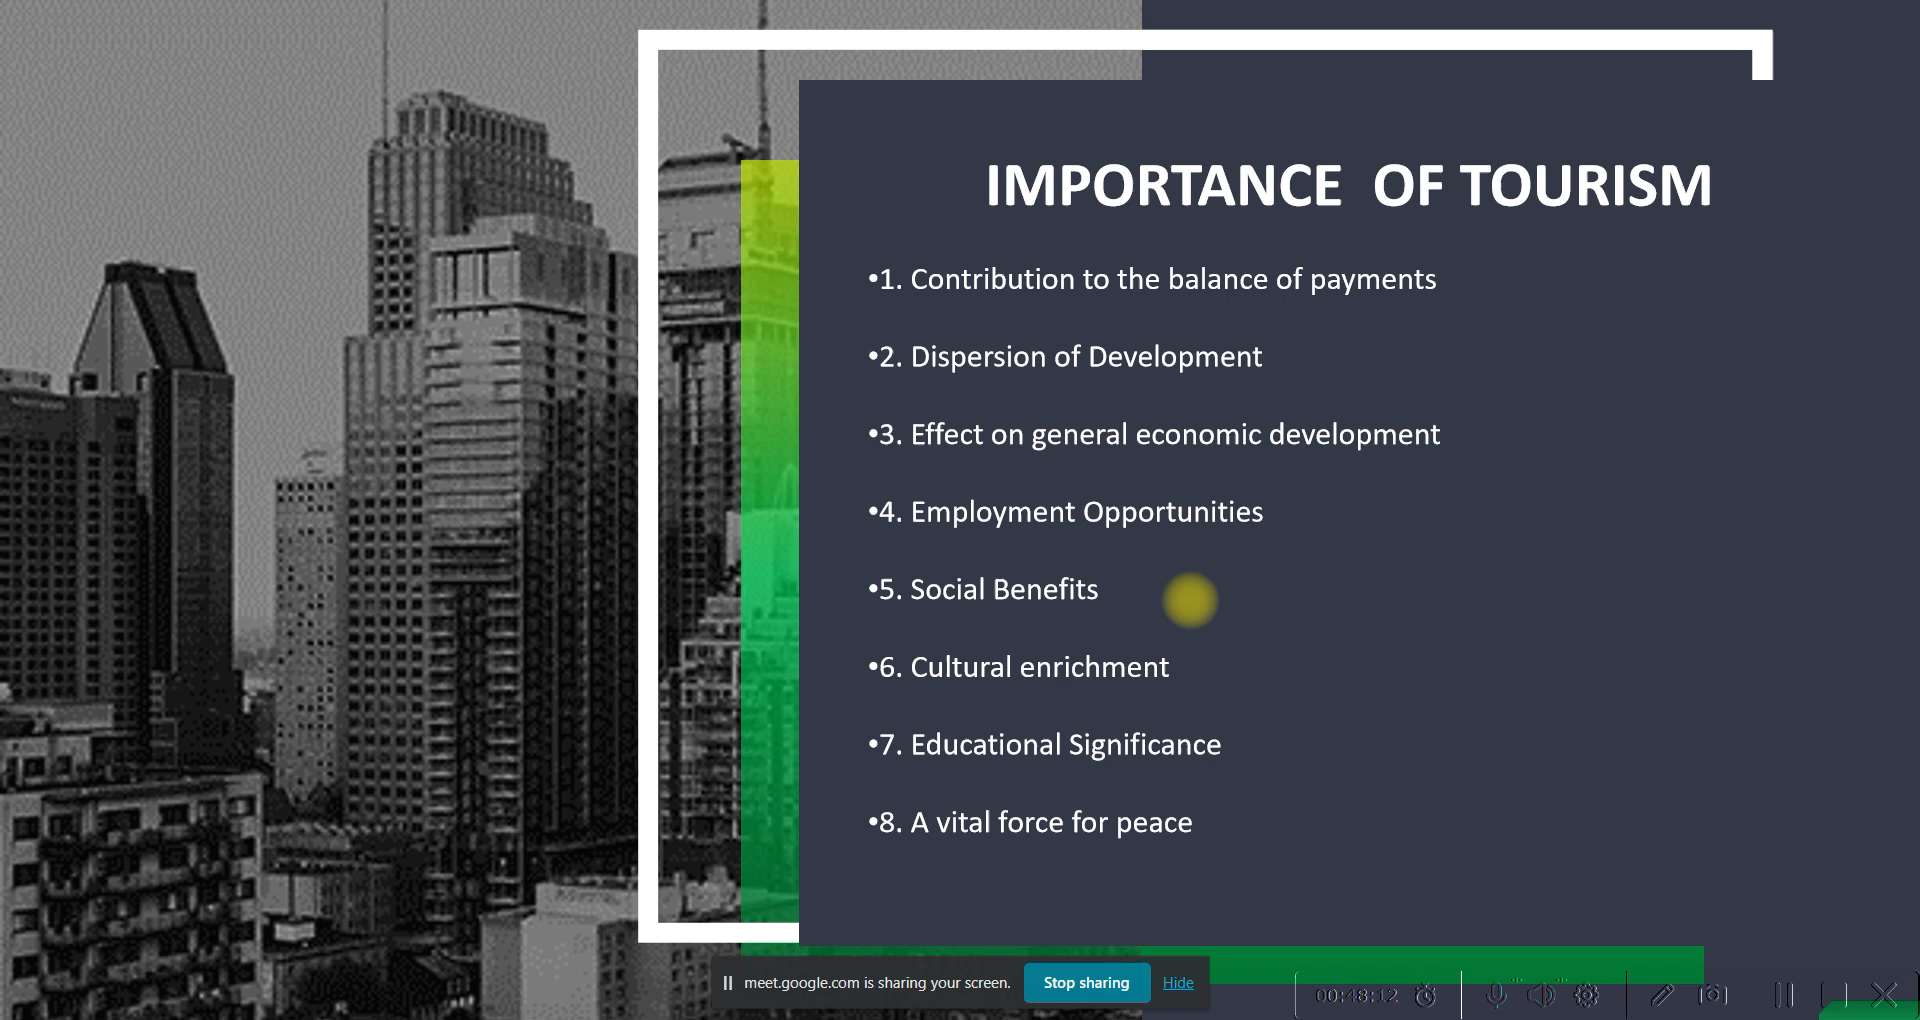 IMPORTANCE OF TOURISM
•1. Contribution to the balance of payments
•2. Dispersion of Development
•3. Effect on general economic development
•4. Employment Opportunities
•5. Social Benefits
•6. Cultural enrichment
•7. Educational Significance
•8. A vital force for peace
meet.google.com is sharing your screen. Stop sharing Hide
00:48:12